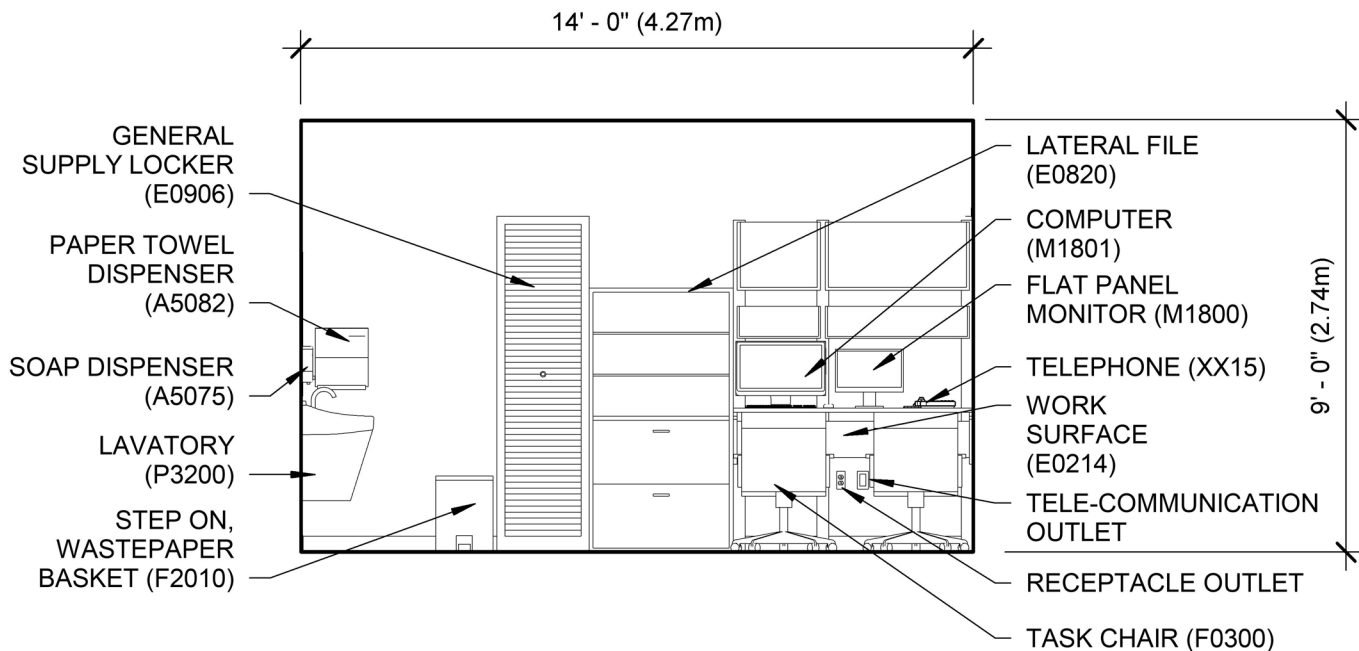 14' - 0" (4.27m)
GENERAL
SUPPLY LOCKER
(E0906)
PAPER TOWEL
DISPENSER
(A5082)
SOAP DISPENSER
(A5075)
LAVATORY
(P3200)
STEP ON,
WASTEPAPER
BASKET (F2010)
LATERAL FILE
(E0820)
COMPUTER
(M1801)
FLAT PANEL
MONITOR (M1800)
TELEPHONE (XX15)
WORK
SURFACE
(E0214)
TELE-COMMUNICATION
OUTLET
RECEPTACLE OUTLET
TASK CHAIR (F0300)
9' - 0" (2.74m)